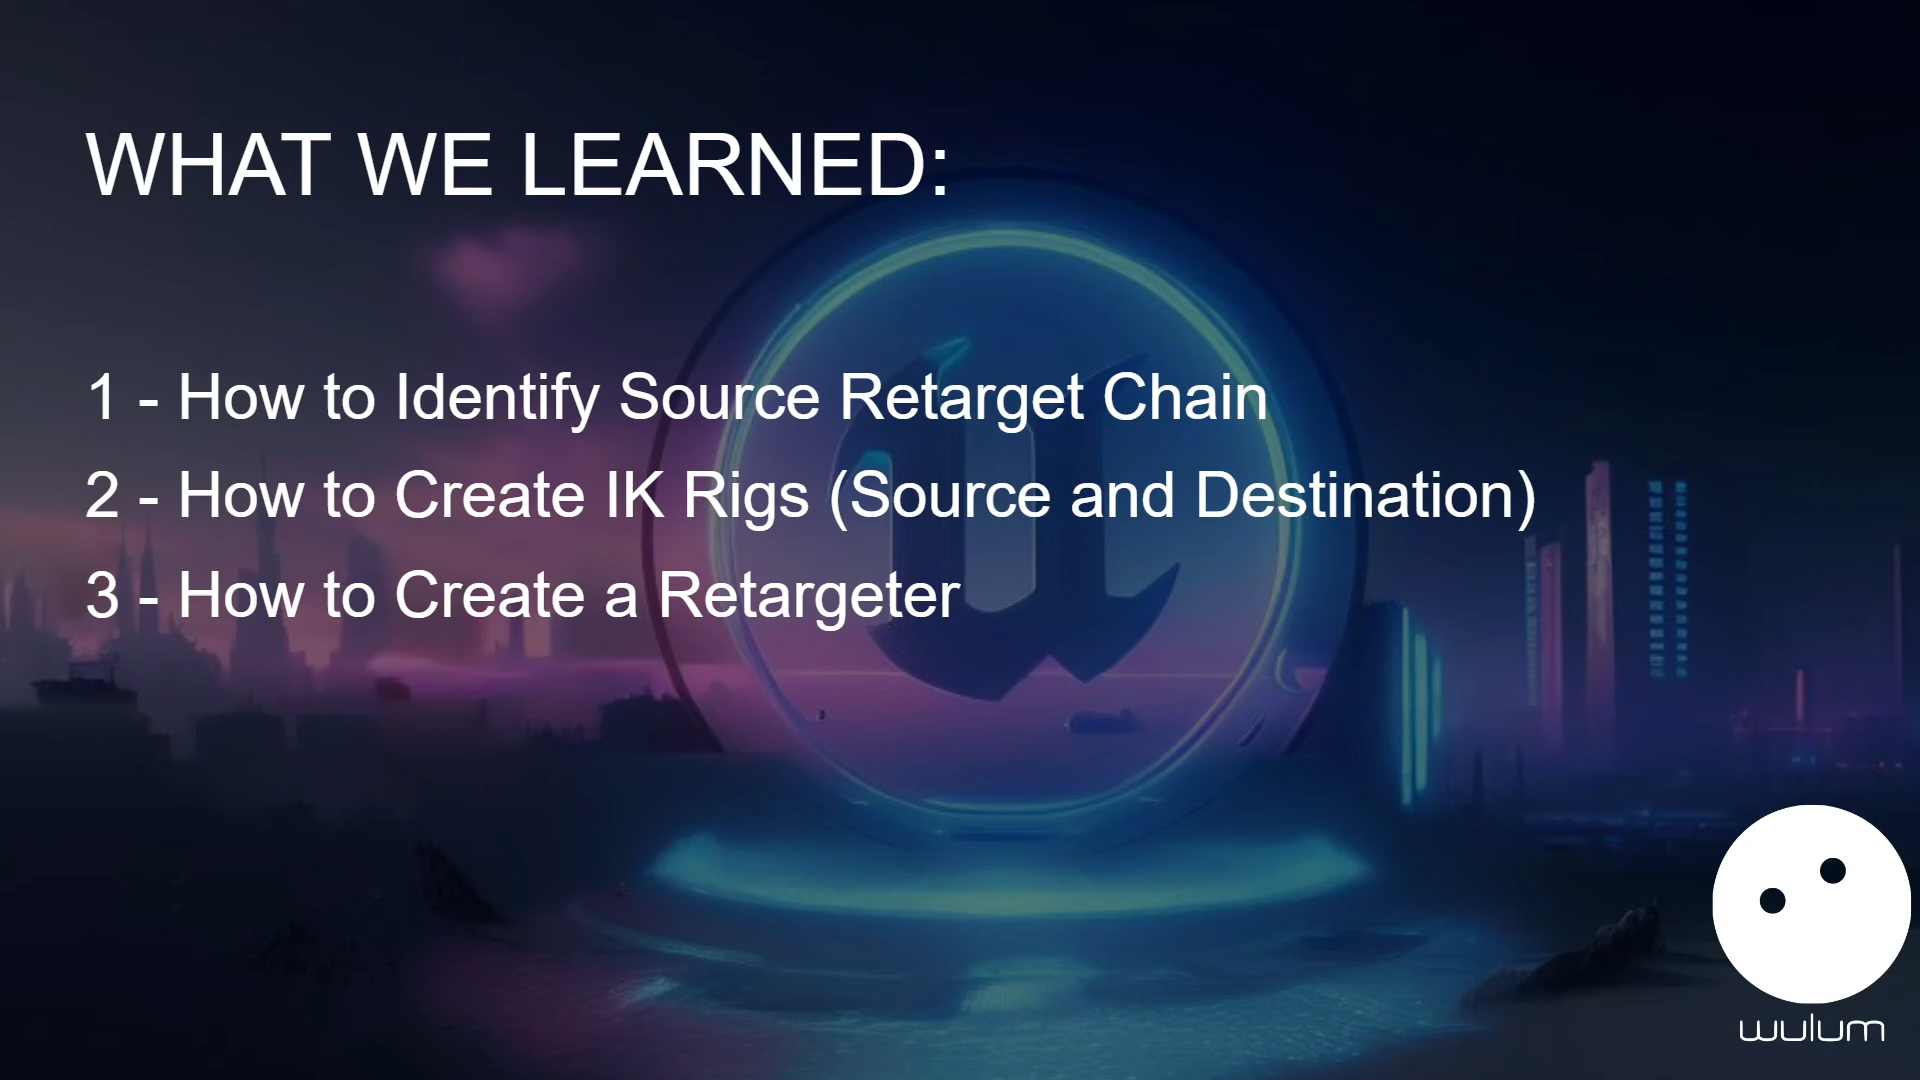 WHAT WE LEARNED:
1 - How to Identify Source Retarget Chain
2 - How to Create IK Rigs (Source and Destination)
3 - How to Create a Retargeter
wulum